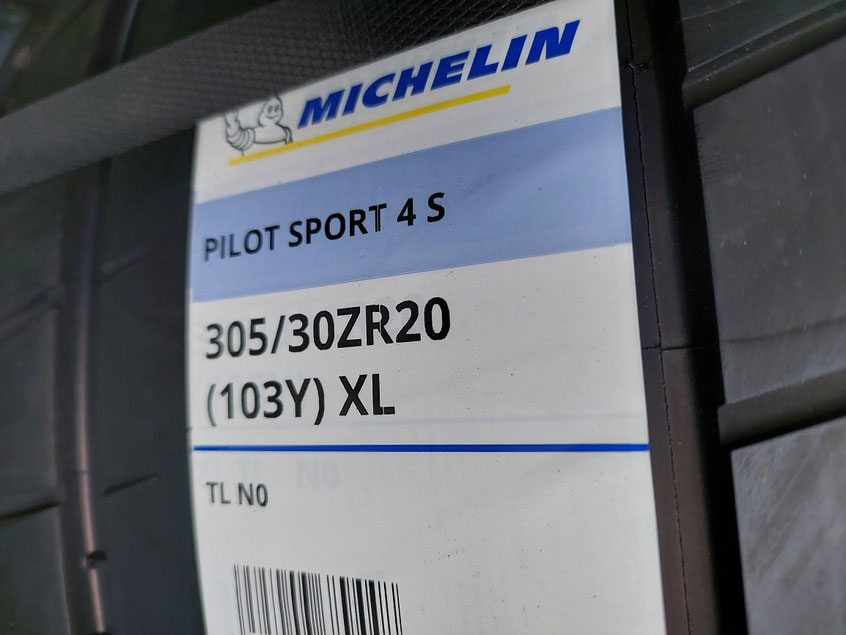 MICHELIN
PILOT SPORT 4 S
305/30ZR20
(103Y) XL
TL N0